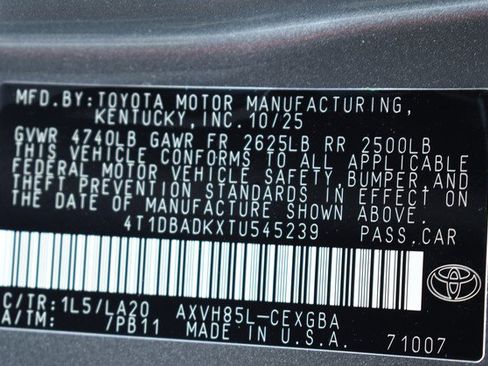 MFD.BY:TOYOTA MOTOR MANUFACTURING,
KENTUCKY, INC. 10/25
GVWR 4740LB GAWR FR 2625LB RR 2500LB
THIS VEHICLE CONFORMS TO ALL APPLICABLE
FEDERAL MOTOR VEHICLE SAFETY, BUMPER, AND
THEFT PREVENTION STANDARDS IN EFFECT ON
THE DATE OF MANUFACTURE SHOWN ABOVE.
4T1DBADKXTU545239 PASS.CAR
C/TR: 1L5/LA20 AXVH85L-CEXGBA
A/TM: /PB11 MADE IN U.S.A. 71007